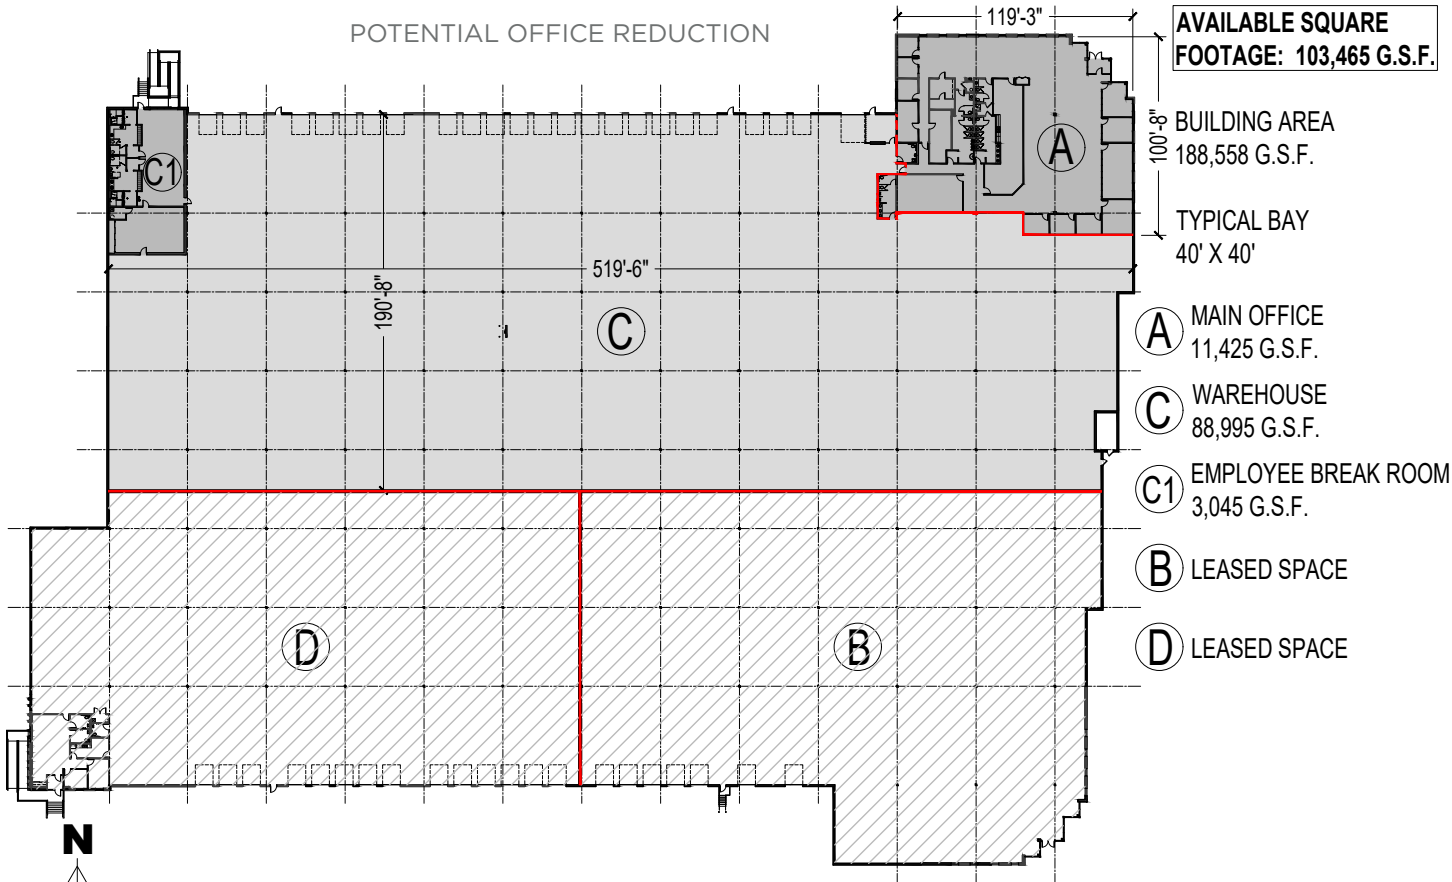 POTENTIAL OFFICE REDUCTION
119'-3"
AVAILABLE SQUARE
FOOTAGE: 103,465 G.S.F.
100'-8"
BUILDING AREA
188,558 G.S.F.
A
C1
TYPICAL BAY
40' X 40'
519'-6"
190'-8"
C
A
MAIN OFFICE
11,425 G.S.F.
C
WAREHOUSE
88,995 G.S.F.
C1
EMPLOYEE BREAK ROOM
3,045 G.S.F.
B
LEASED SPACE
D
B
D
LEASED SPACE
N